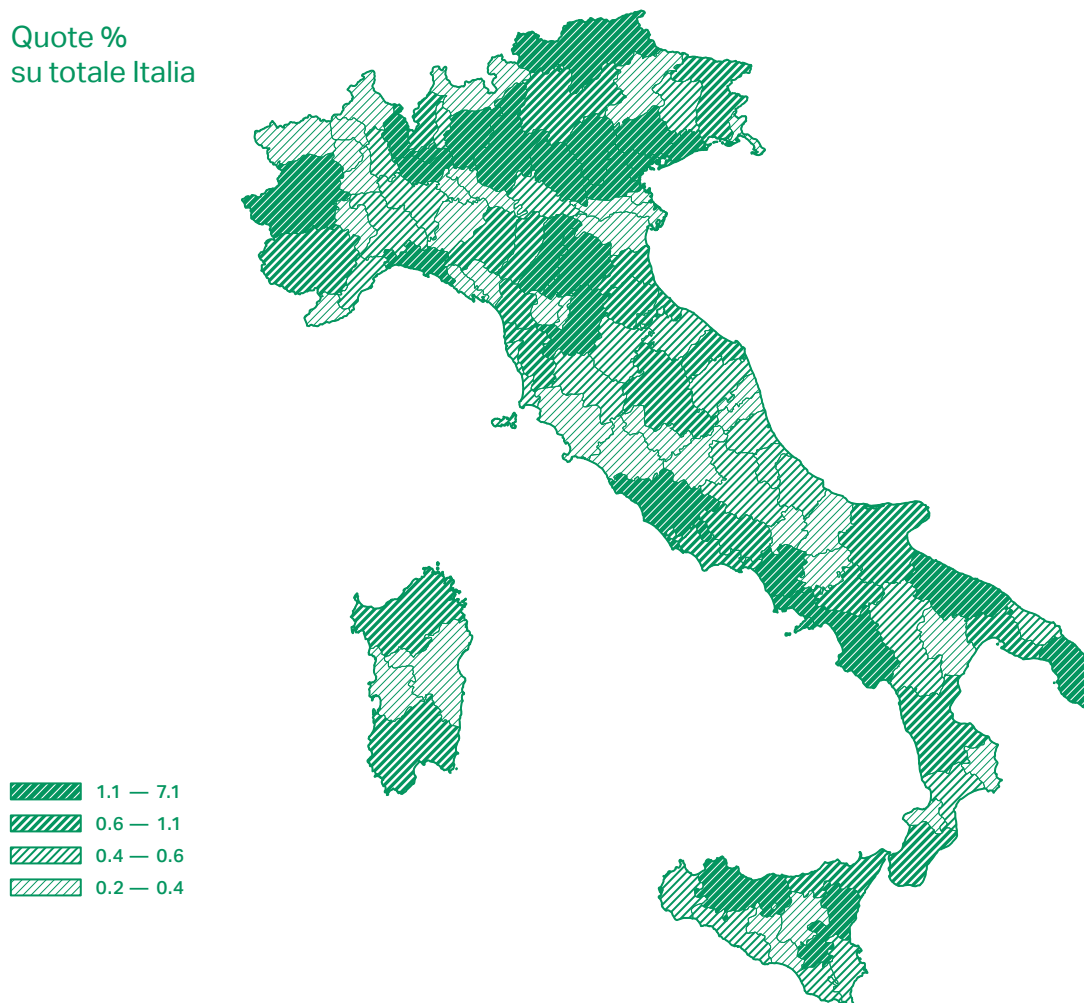 Quote %
su totale Italia
1.1 — 7.1
0.6 — 1.1
0.4 — 0.6
0.2 — 0.4